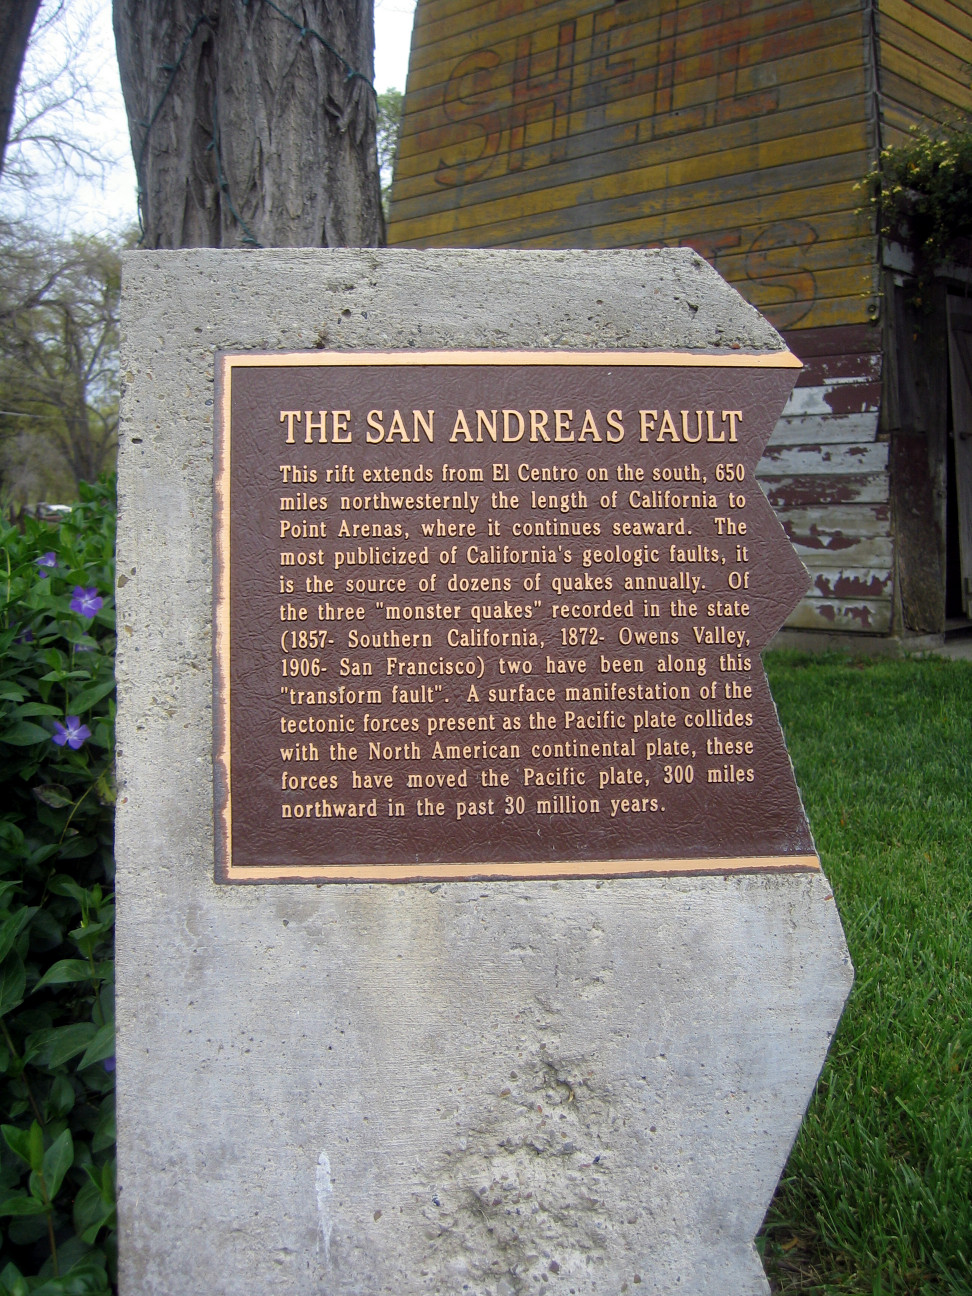 SHELL
TS
THE SAN ANDREAS FAULT
This rift extends from El Centro on the south, 650
miles northwesternly the length of California to
Point Arenas, where it continues seaward. The
most publicized of California's geologic faults, it
is the source of dozens of quakes annually. Of
the three "monster quakes" recorded in the state
(1857- Southern California, 1872- Owens Valley,
1906- San Francisco) two have been along this
"transform fault". A surface manifestation of the
tectonic forces present as the Pacific plate collides
with the North American continental plate, these
forces have moved the Pacific plate, 300 miles
northward in the past 30 million years.